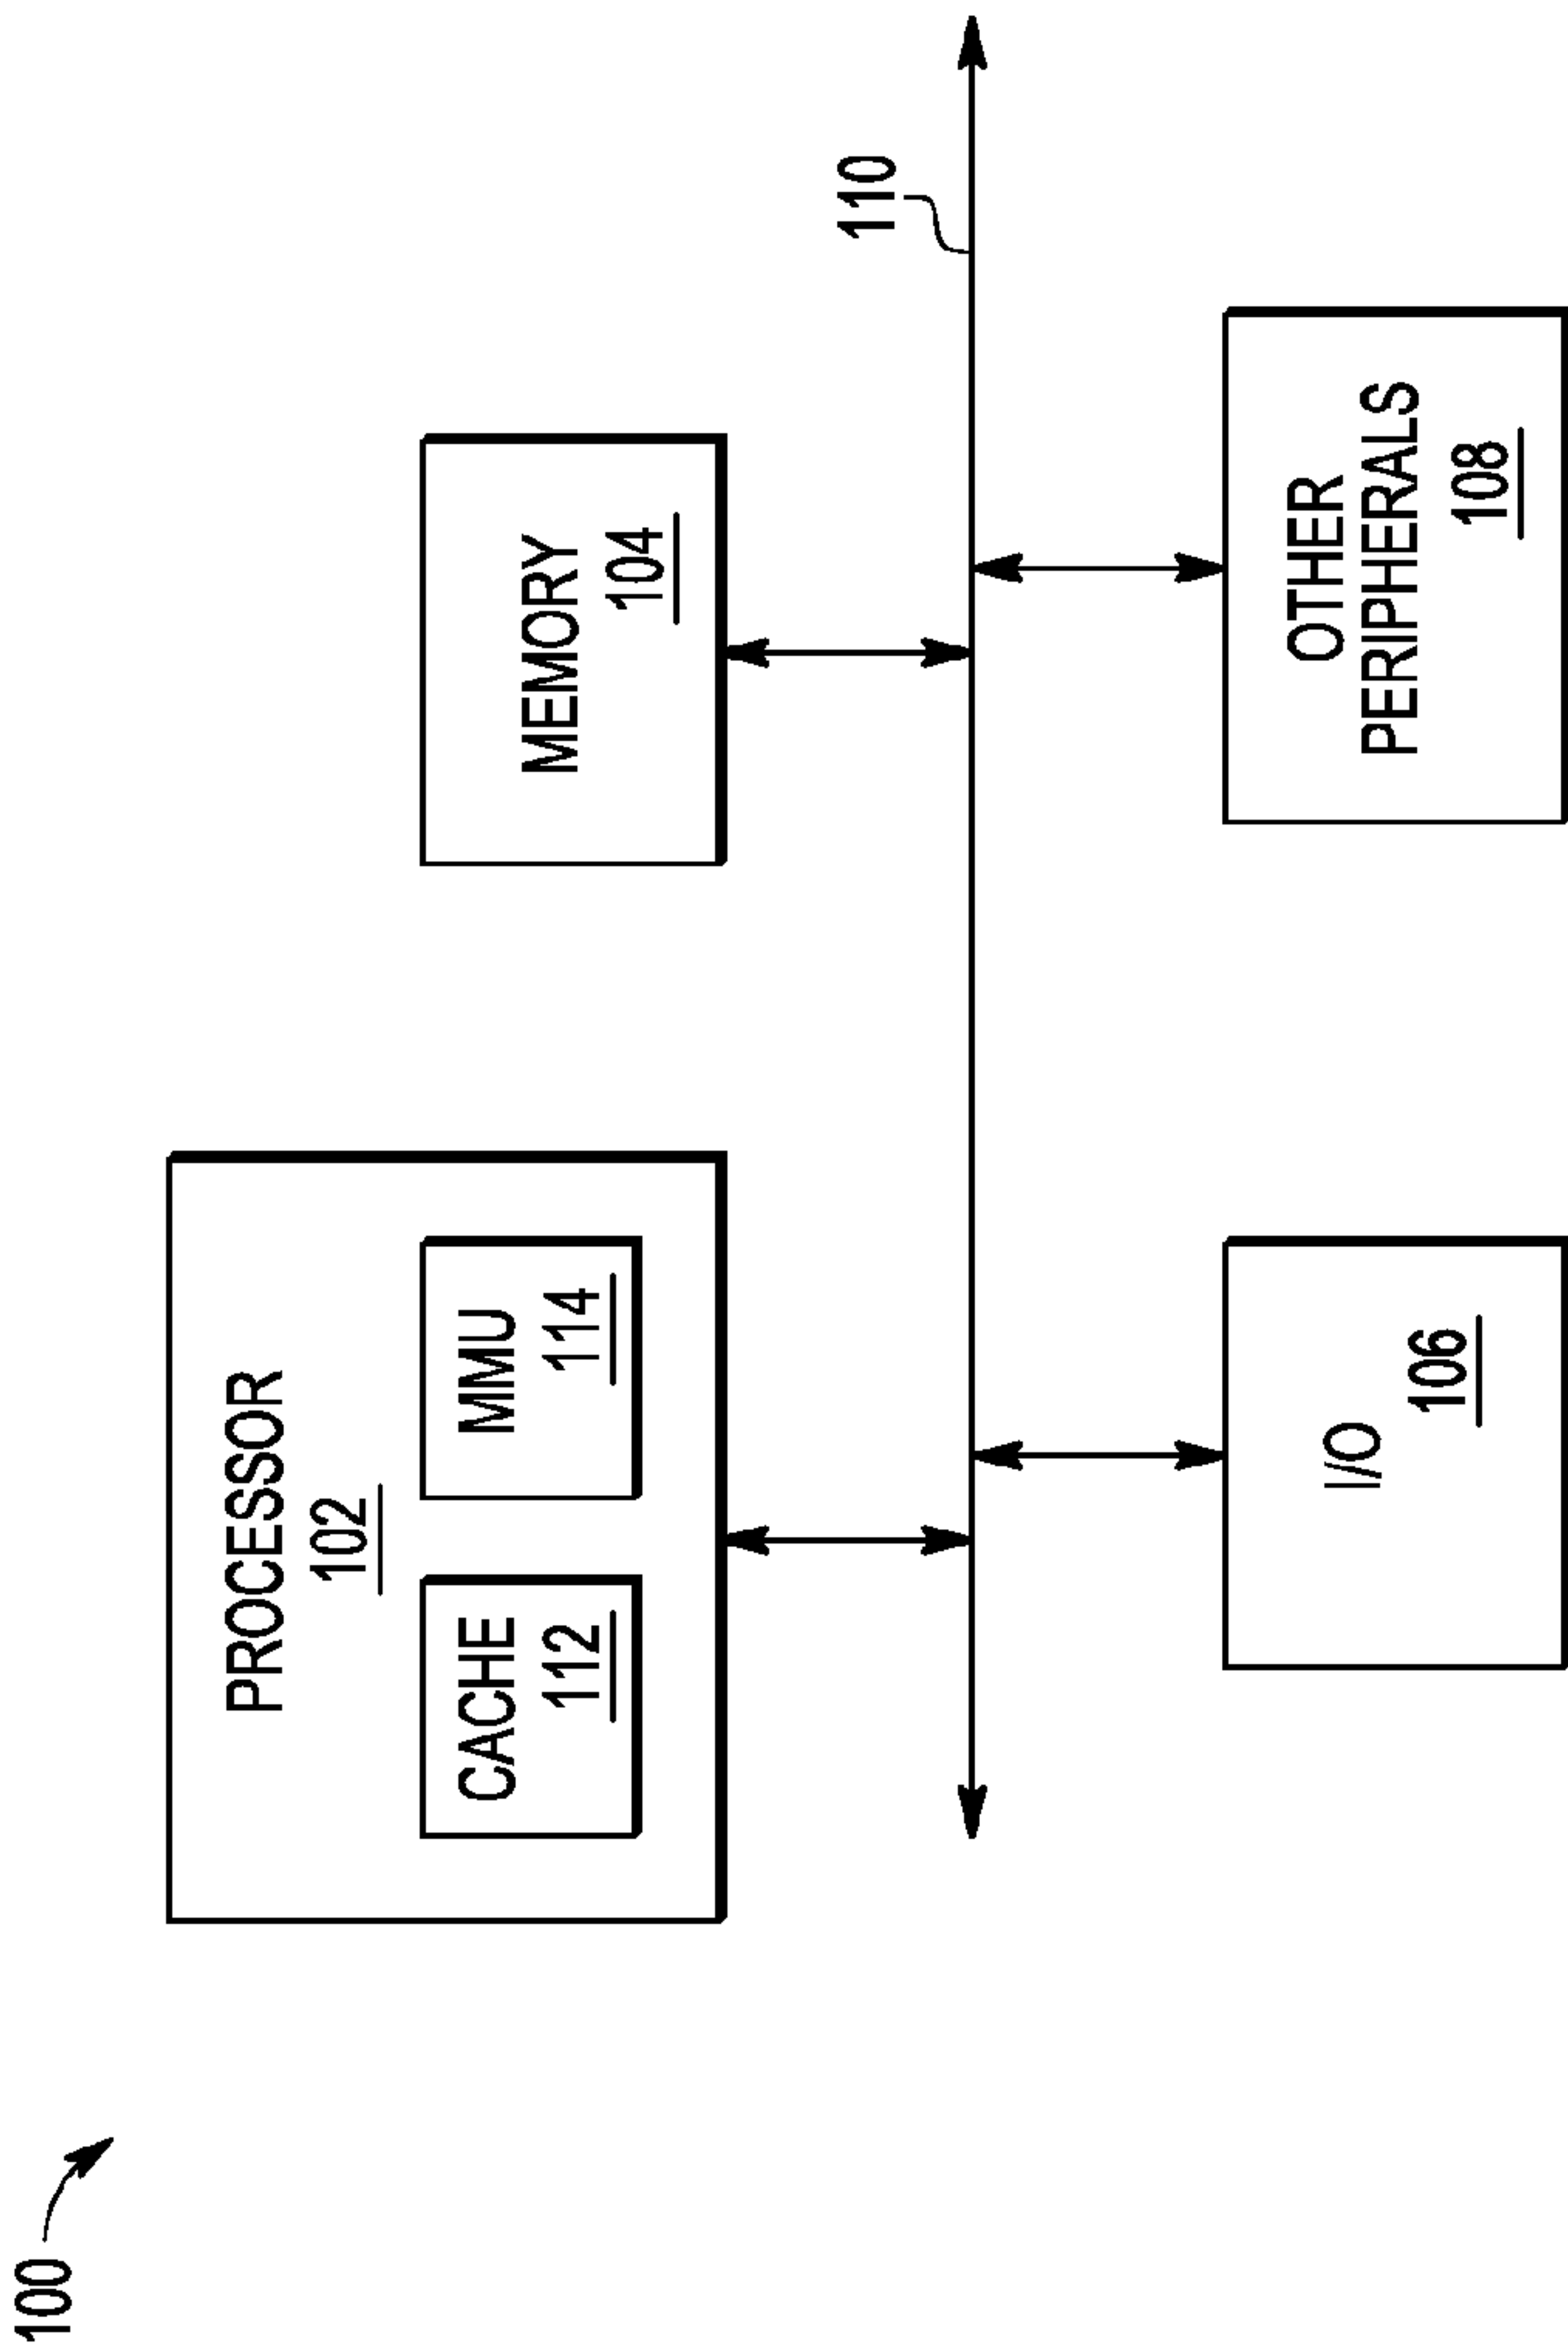 100
PROCESSOR
102
CACHE
112
MMU
114
MEMORY
104
110
I/O
106
OTHER
PERIPHERALS
108